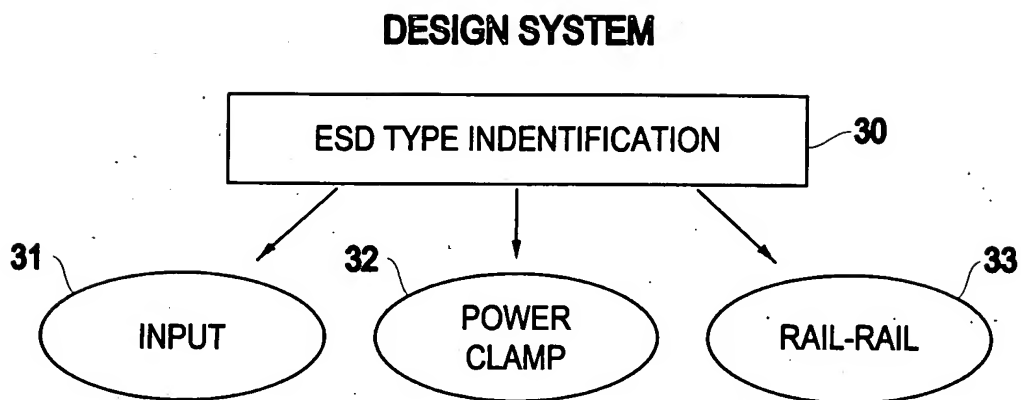 DESIGN SYSTEM
ESD TYPE INDENTIFICATION
30
31
32
33
INPUT
POWER
CLAMP
RAIL-RAIL